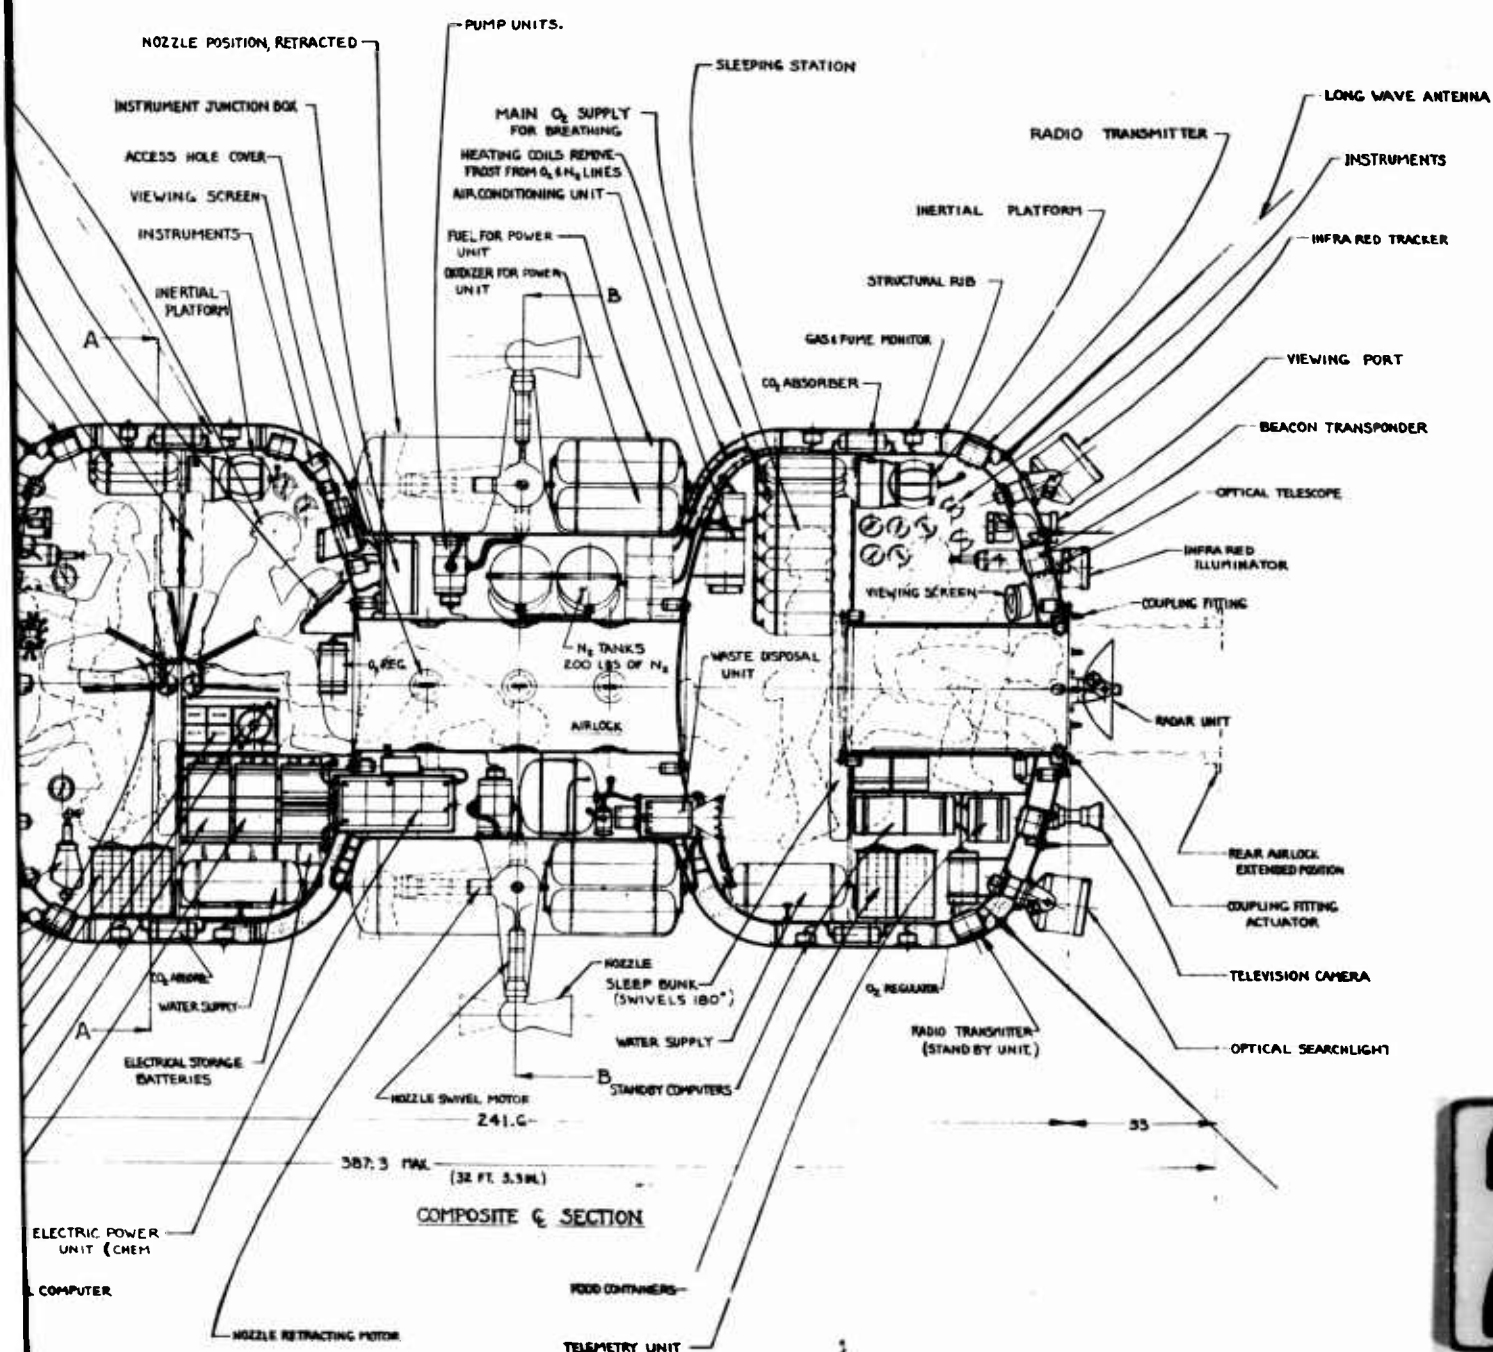 PUMP UNITS.
NOZZLE POSITION, RETRACTED
SLEEPING STATION
INSTRUMENT JUNCTION BOX
MAIN O₂ SUPPLY
FOR BREATHING
LONG WAVE ANTENNA
RADIO TRANSMITTER
ACCESS HOLE COVER
HEATING COILS REMOVE
FROST FROM O₂ & N₂ LINES
INSTRUMENTS
VIEWING SCREEN
AIR CONDITIONING UNIT
INERTIAL PLATFORM
INSTRUMENTS
FUEL FOR POWER
UNIT
INFRA RED TRACKER
OXIDIZER FOR POWER
UNIT
INERTIAL
PLATFORM
STRUCTURAL RIB
B
A
GAS & FUME MONITOR
VIEWING PORT
CO₂ ABSORBER
BEACON TRANSPONDER
OPTICAL TELESCOPE
INFRA RED
ILLUMINATOR
VIEWING SCREEN
COUPLING FITTING
N₂ TANKS
200 LBS OF N₂
O₂ REG.
WASTE DISPOSAL
UNIT
AIRLOCK
RADAR UNIT
REAR AIRLOCK
EXTENDED POSITION
COUPLING FITTING
ACTUATOR
NOZZLE
SLEEP BUNK
(SWIVELS 180°)
TELEVISION CAMERA
WATER SUPPLY
O₂ REGULATOR
A
WATER SUPPLY
RADIO TRANSMITTER
(STAND BY UNIT.)
OPTICAL SEARCHLIGHT
ELECTRICAL STORAGE
BATTERIES
B
STANDBY COMPUTERS
NOZZLE SWIVEL MOTOR
241.6
33
387.3 MAX.
(32 FT. 3.3 IN.)
COMPOSITE ℄ SECTION
ELECTRIC POWER
UNIT (CHEM
L COMPUTER
FOOD CONTAINERS
NOZZLE RETRACTING MOTOR
TELEMETRY UNIT